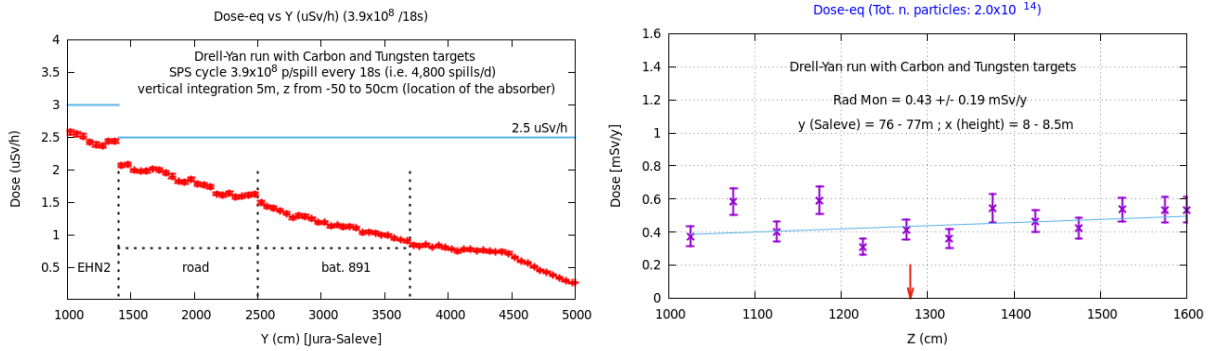 Dose-eq vs Y (uSv/h) (3.9x10⁸ /18s)
4
3.5
3
2.5
2
1.5
1
0.5
Dose (uSv/h)
Drell-Yan run with Carbon and Tungsten targets
SPS cycle 3.9x10⁸ p/spill every 18s (i.e. 4,800 spills/d)
vertical integration 5m, z from -50 to 50cm (location of the absorber)
2.5 uSv/h
EHN2
road
bat. 891
1000 1500 2000 2500 3000 3500 4000 4500 5000
Y (cm) [Jura-Saleve]
Dose-eq (Tot. n. particles: 2.0x10 ⁻¹⁴)
1.6
1.4
1.2
1
0.8
0.6
0.4
0.2
0
Dose [mSv/y]
Drell-Yan run with Carbon and Tungsten targets
Rad Mon = 0.43 +/- 0.19 mSv/y
y (Saleve) = 76 - 77m ; x (height) = 8 - 8.5m
1000 1100 1200 1300 1400 1500 1600
Z (cm)